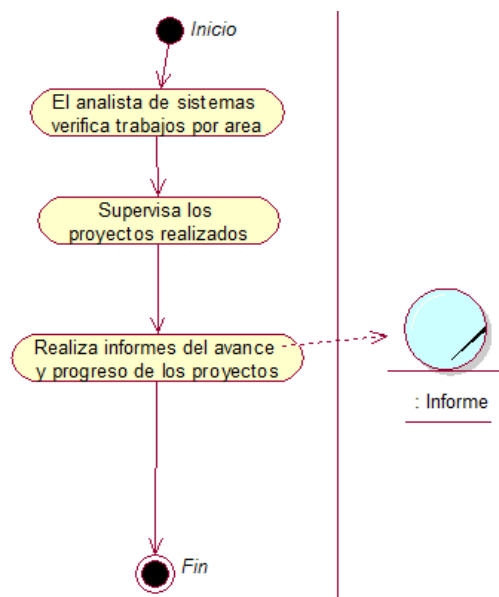 Inicio
El analista de sistemas
verifica trabajos por area
Supervisa los
proyectos realizados
Realiza informes del avance
y progreso de los proyectos
: Informe
Fin